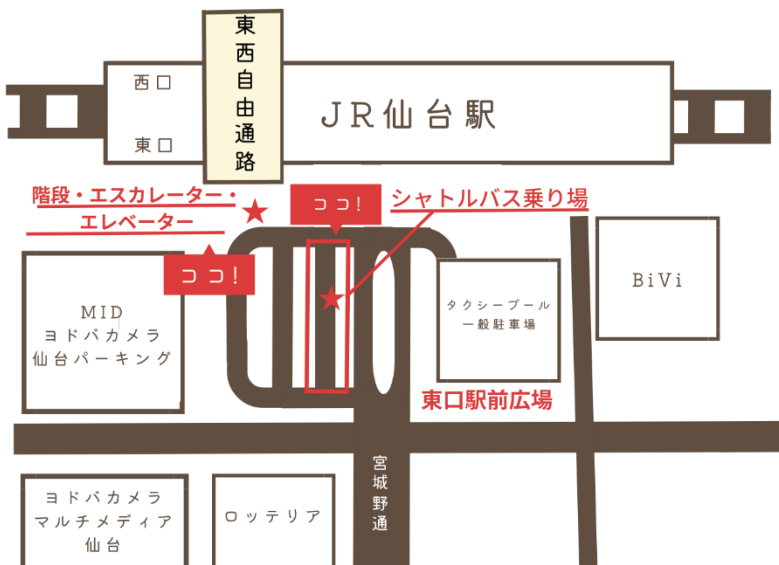 東西自由通路
西口
JR仙台駅
東口
階段・エスカレーター・
エレベーター
ココ!
シャトルバス乗り場
ココ!
MID
ヨドバカメラ
仙台パーキング
タクシープール
一般駐車場
BiVi
東口駅前広場
宮城野通
ヨドバカメラ
マルチメディア
仙台
ロッテリア